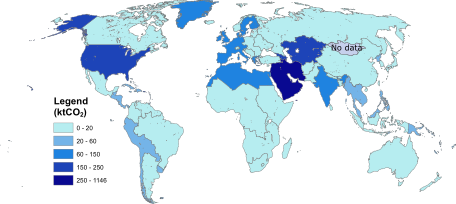 No data
Legend
(ktCO₂)
0 - 20
20 - 60
60 - 150
150 - 250
250 - 1146